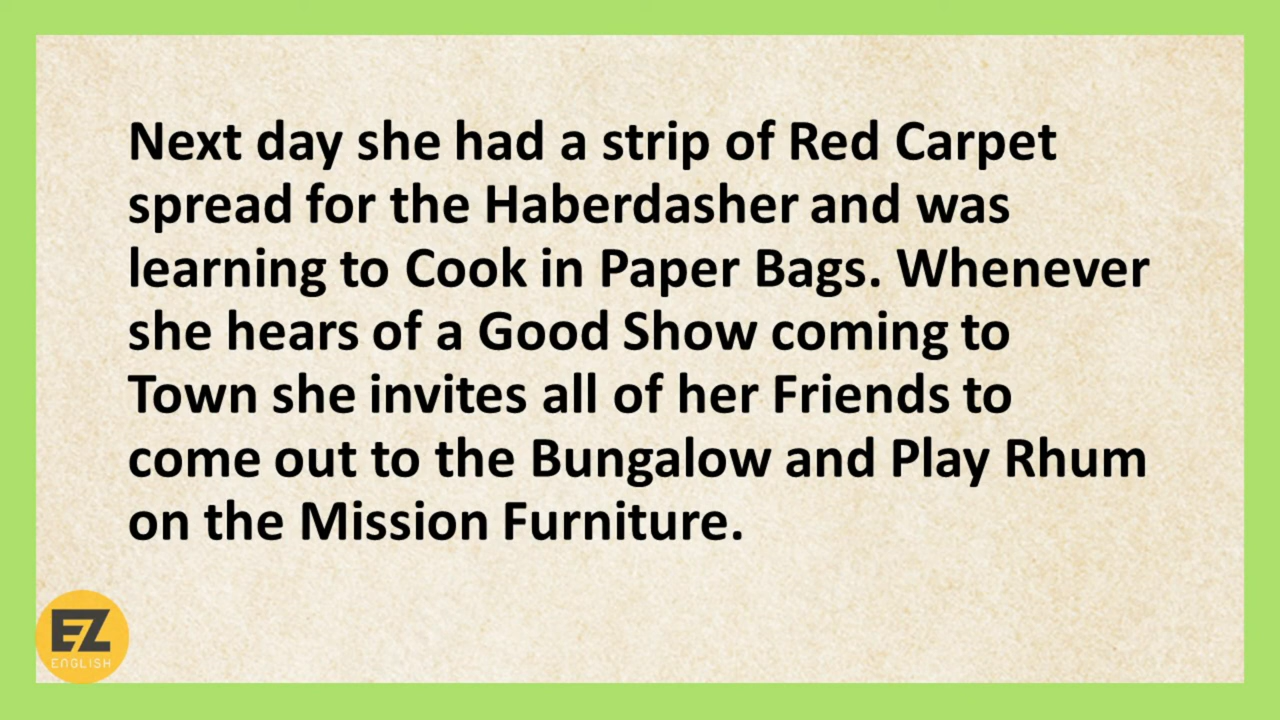 Next day she had a strip of Red Carpet
spread for the Haberdasher and was
learning to Cook in Paper Bags. Whenever
she hears of a Good Show coming to
Town she invites all of her Friends to
come out to the Bungalow and Play Rhum
on the Mission Furniture.
EZ
ENGLISH